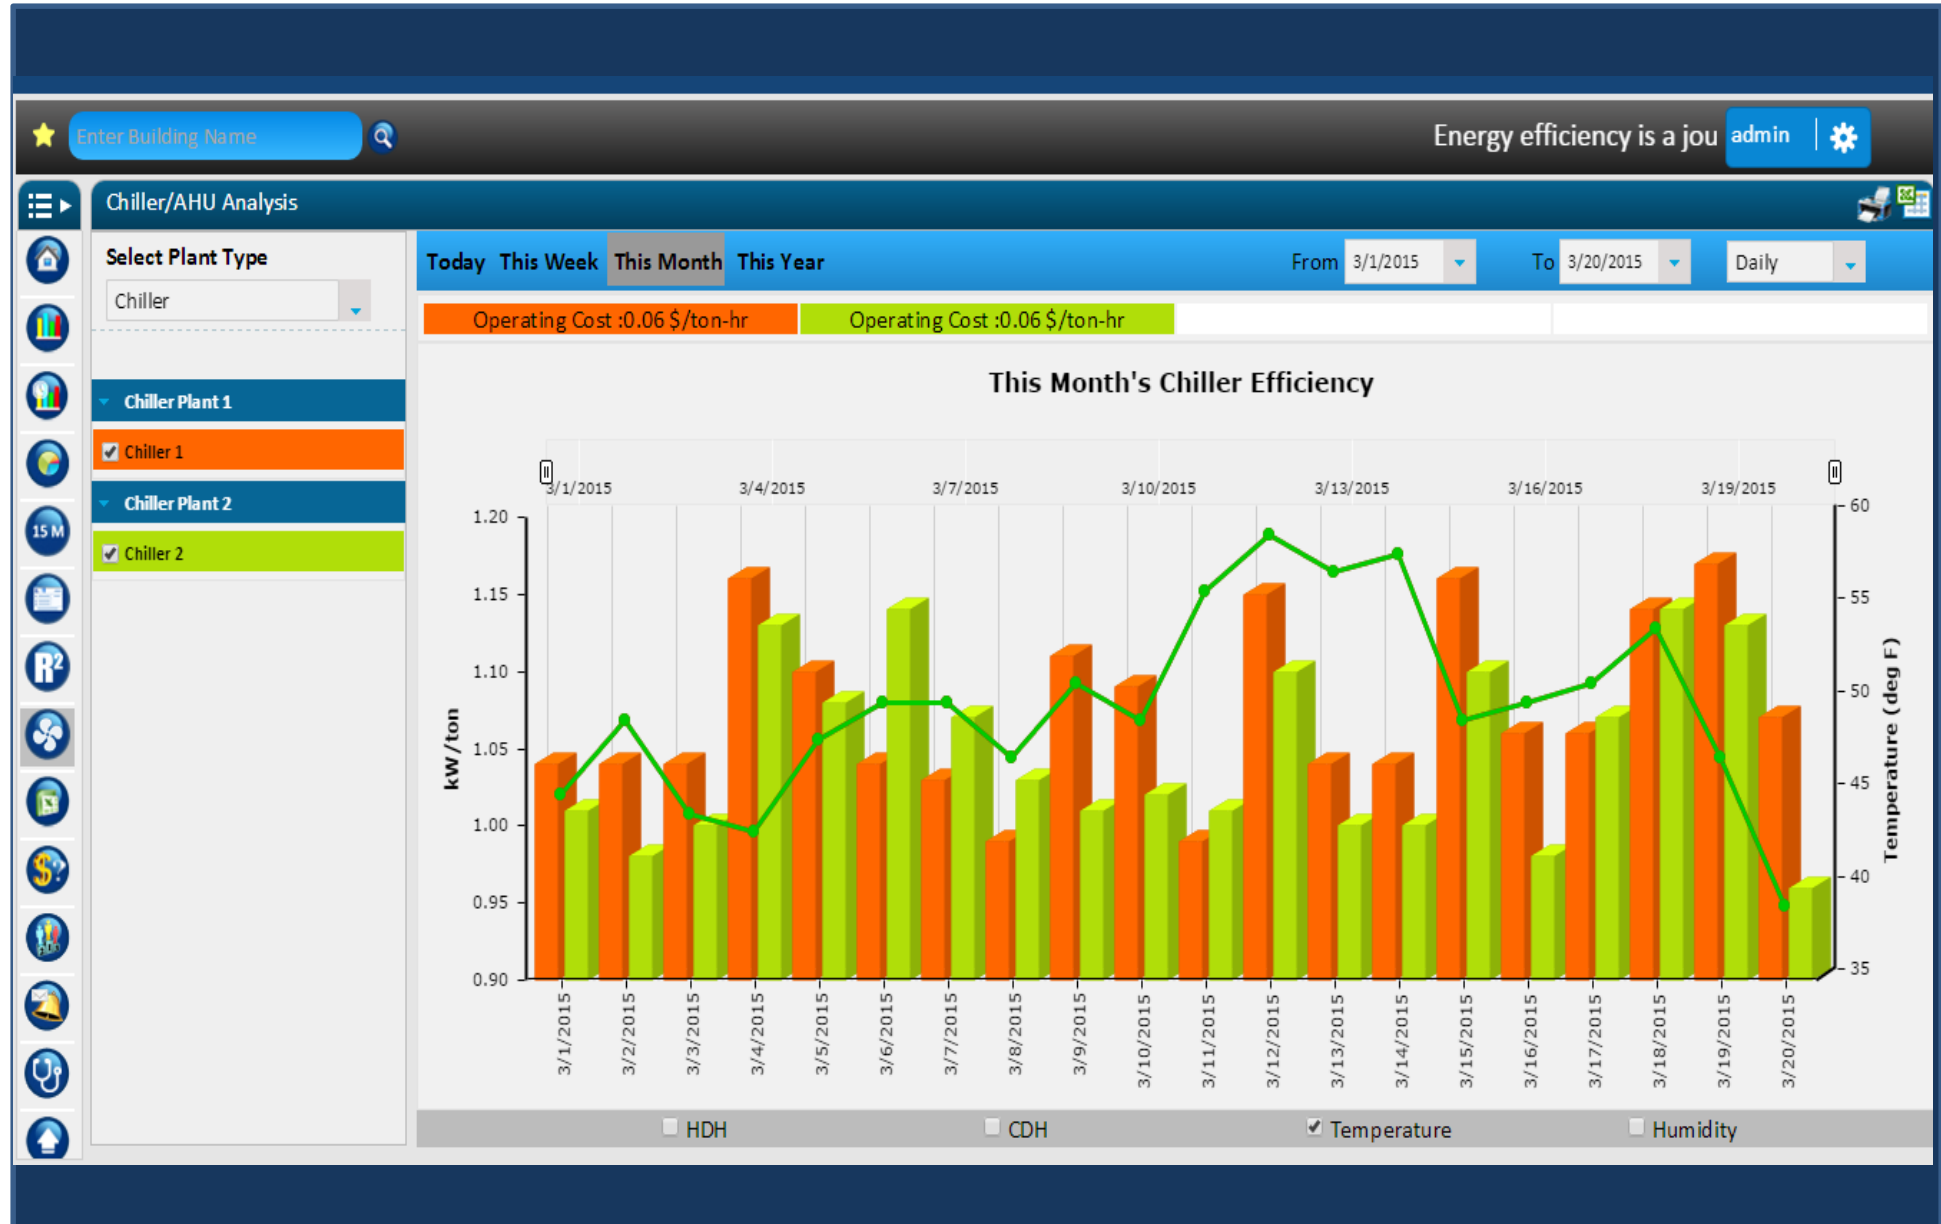 Enter Building Name
Energy efficiency is a jou
admin
Chiller/AHU Analysis
Select Plant Type
Chiller
Today This Week This Month This Year
From 3/1/2015 To 3/20/2015 Daily
Operating Cost :0.06 $/ton-hr
Operating Cost :0.06 $/ton-hr
Chiller Plant 1
Chiller 1
Chiller Plant 2
Chiller 2
15 M
R²
$?
This Month's Chiller Efficiency
3/1/2015 3/4/2015 3/7/2015 3/10/2015 3/13/2015 3/16/2015 3/19/2015
1.20
1.15
1.10
1.05
1.00
0.95
0.90
kW/ton
60
55
50
45
40
35
Temperature (deg F)
3/1/2015
3/2/2015
3/3/2015
3/4/2015
3/5/2015
3/6/2015
3/7/2015
3/8/2015
3/9/2015
3/10/2015
3/11/2015
3/12/2015
3/13/2015
3/14/2015
3/15/2015
3/16/2015
3/17/2015
3/18/2015
3/19/2015
3/20/2015
HDH CDH Temperature Humidity